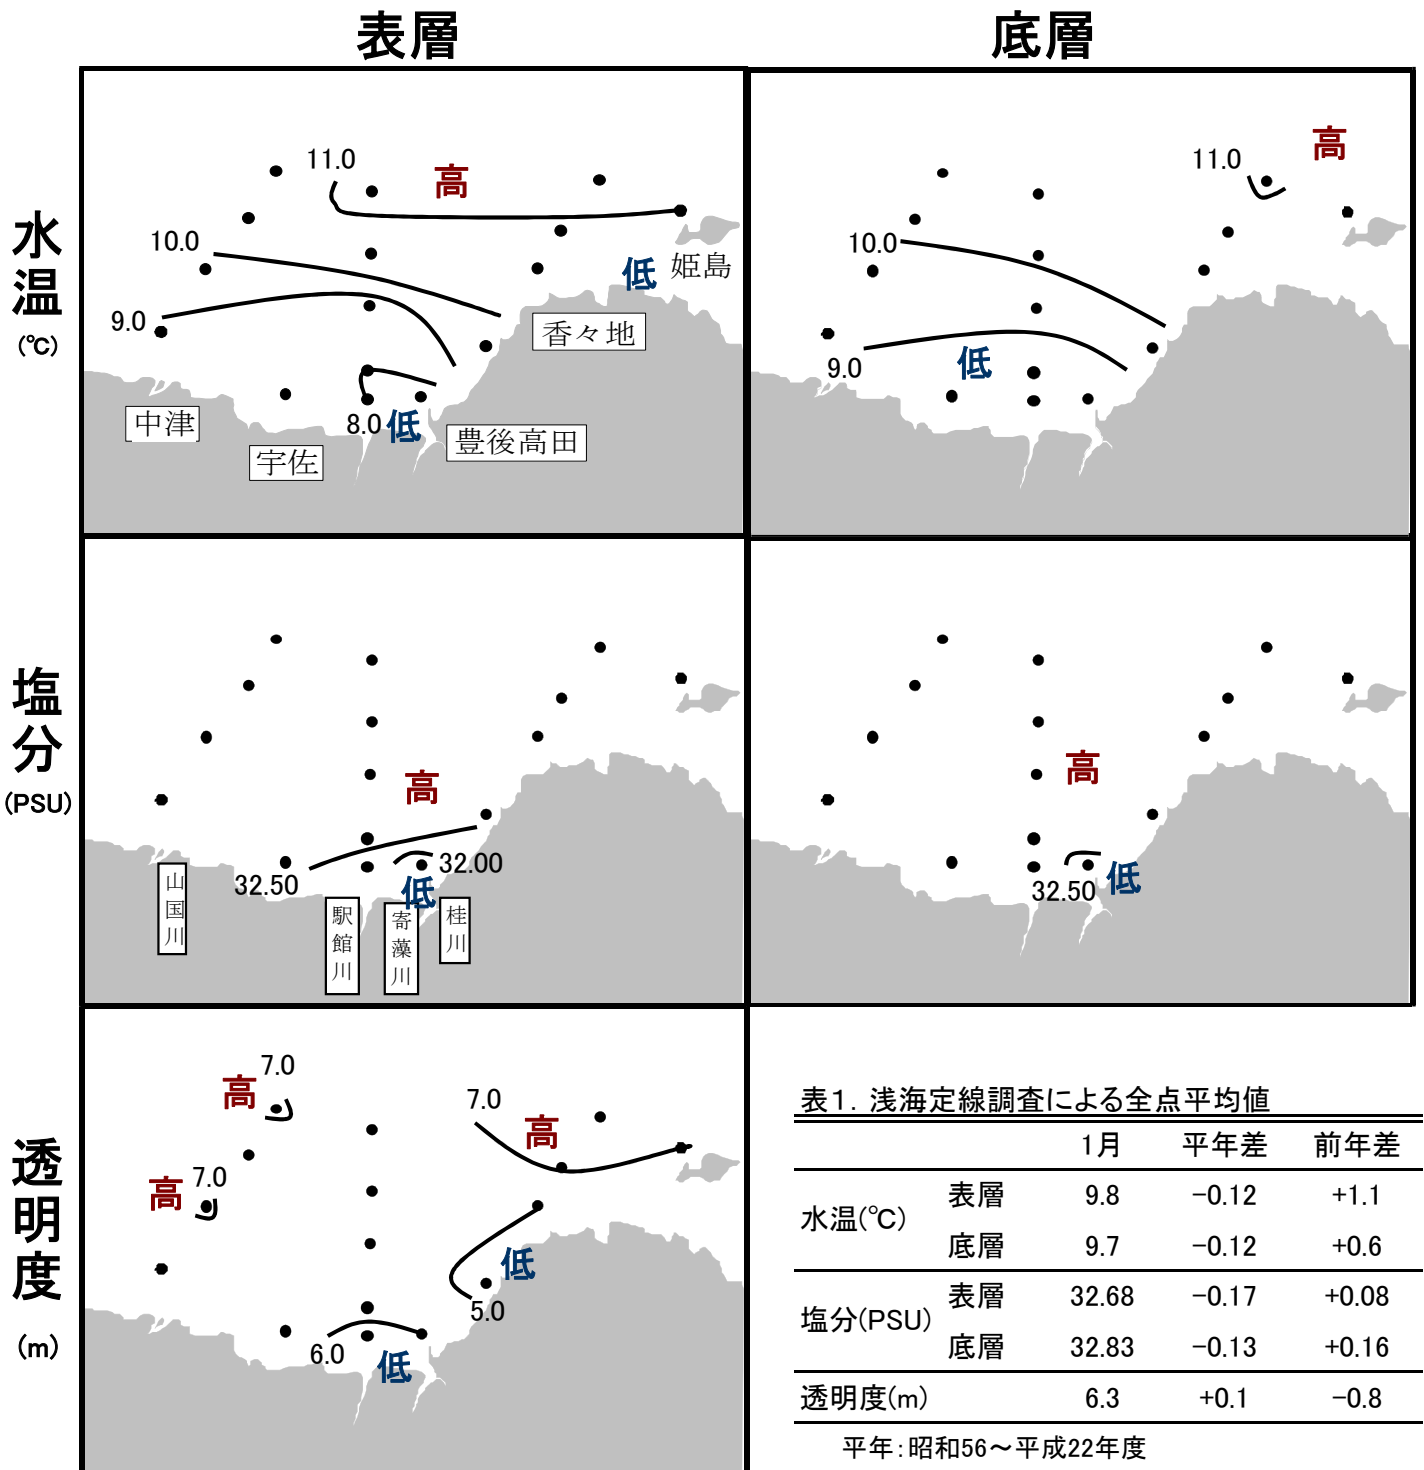 表層
底層
水温
(℃)
11.0
高
10.0
9.0
低
姫島
香々地
中津
宇佐
8.0
低
豊後高田
11.0
高
10.0
9.0
低
塩分
(PSU)
高
32.50
32.00
低
山国川
駅館川
寄藻川
桂川
高
32.50
低
透明度
(m)
7.0
高
7.0
高
7.0
高
低
5.0
6.0
低
表1. 浅海定線調査による全点平均値
1月 平年差 前年差
水温(℃) 表層 9.8 -0.12 +1.1
底層 9.7 -0.12 +0.6
塩分(PSU) 表層 32.68 -0.17 +0.08
底層 32.83 -0.13 +0.16
透明度(m) 6.3 +0.1 -0.8
平年:昭和56～平成22年度